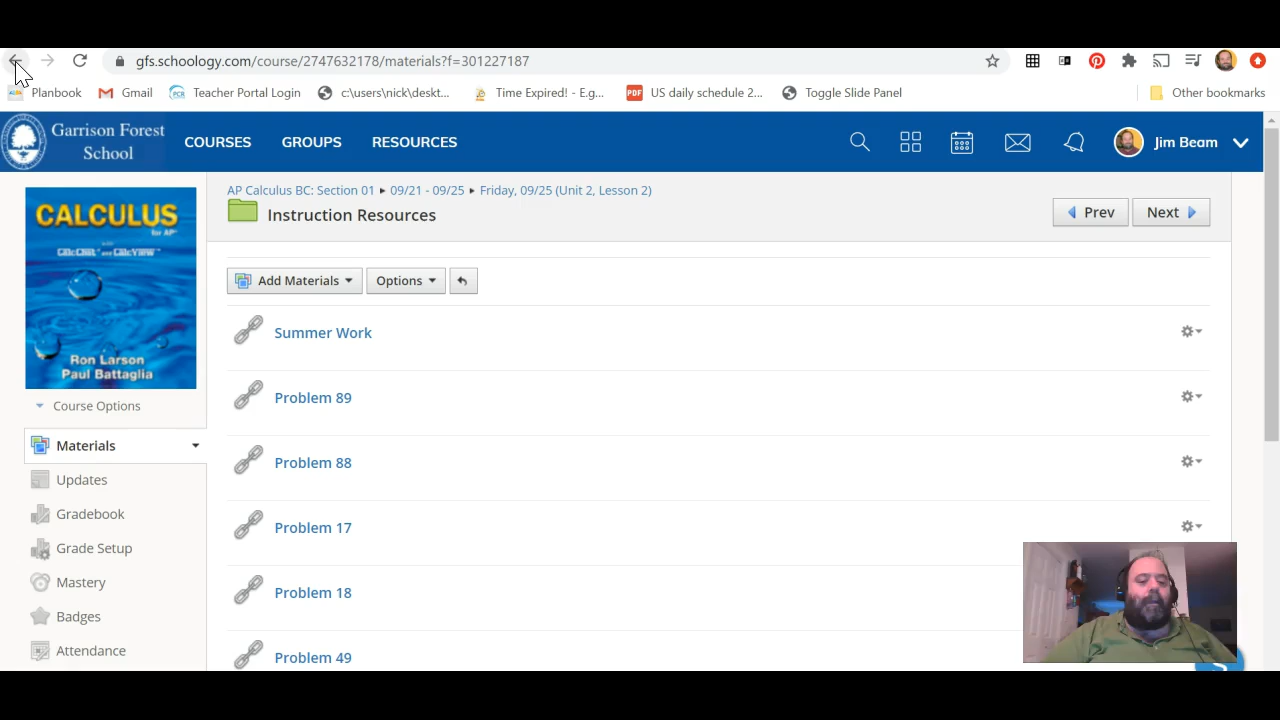 gfs.schoology.com/course/2747632178/materials?f=301227187
Planbook
Gmail
Teacher Portal Login
c:\users\nick\deskt...
Time Expired! - E.g...
PDF
US daily schedule 2...
Toggle Slide Panel
Other bookmarks
Garrison Forest
School
COURSES
GROUPS
RESOURCES
Jim Beam
CALCULUS
for AP
Ron Larson
Paul Battaglia
AP Calculus BC: Section 01
09/21 - 09/25
Friday, 09/25 (Unit 2, Lesson 2)
Instruction Resources
Prev
Next
Add Materials
Options
Summer Work
Problem 89
Problem 88
Problem 17
Problem 18
Problem 49
Course Options
Materials
Updates
Gradebook
Grade Setup
Mastery
Badges
Attendance